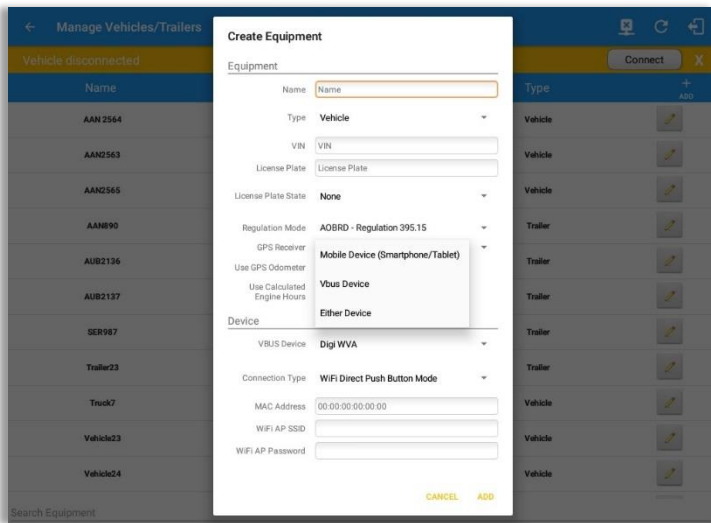 Manage Vehicles/Trailers
Vehicle disconnected
Connect X
Name Type
ADD
AAN 2564 Vehicle
AAN2563 Vehicle
AAN2565 Vehicle
AAN890 Trailer
AUB2136 Trailer
AUB2137 Trailer
SER987 Trailer
Trailer23 Trailer
Truck7 Vehicle
Vehicle23 Vehicle
Vehicle24 Vehicle
Search Equipment
Create Equipment
Equipment
Name Name
Type Vehicle
VIN VIN
License Plate License Plate
License Plate State None
Regulation Mode AOBRD - Regulation 395.15
GPS Receiver
Mobile Device (Smartphone/Tablet)
Use GPS Odometer
Vbus Device
Use Calculated
Engine Hours
Either Device
Device
VBUS Device Digi WVA
Connection Type WiFi Direct Push Button Mode
MAC Address 00:00:00:00:00:00
WiFi AP SSID
WiFi AP Password
CANCEL ADD